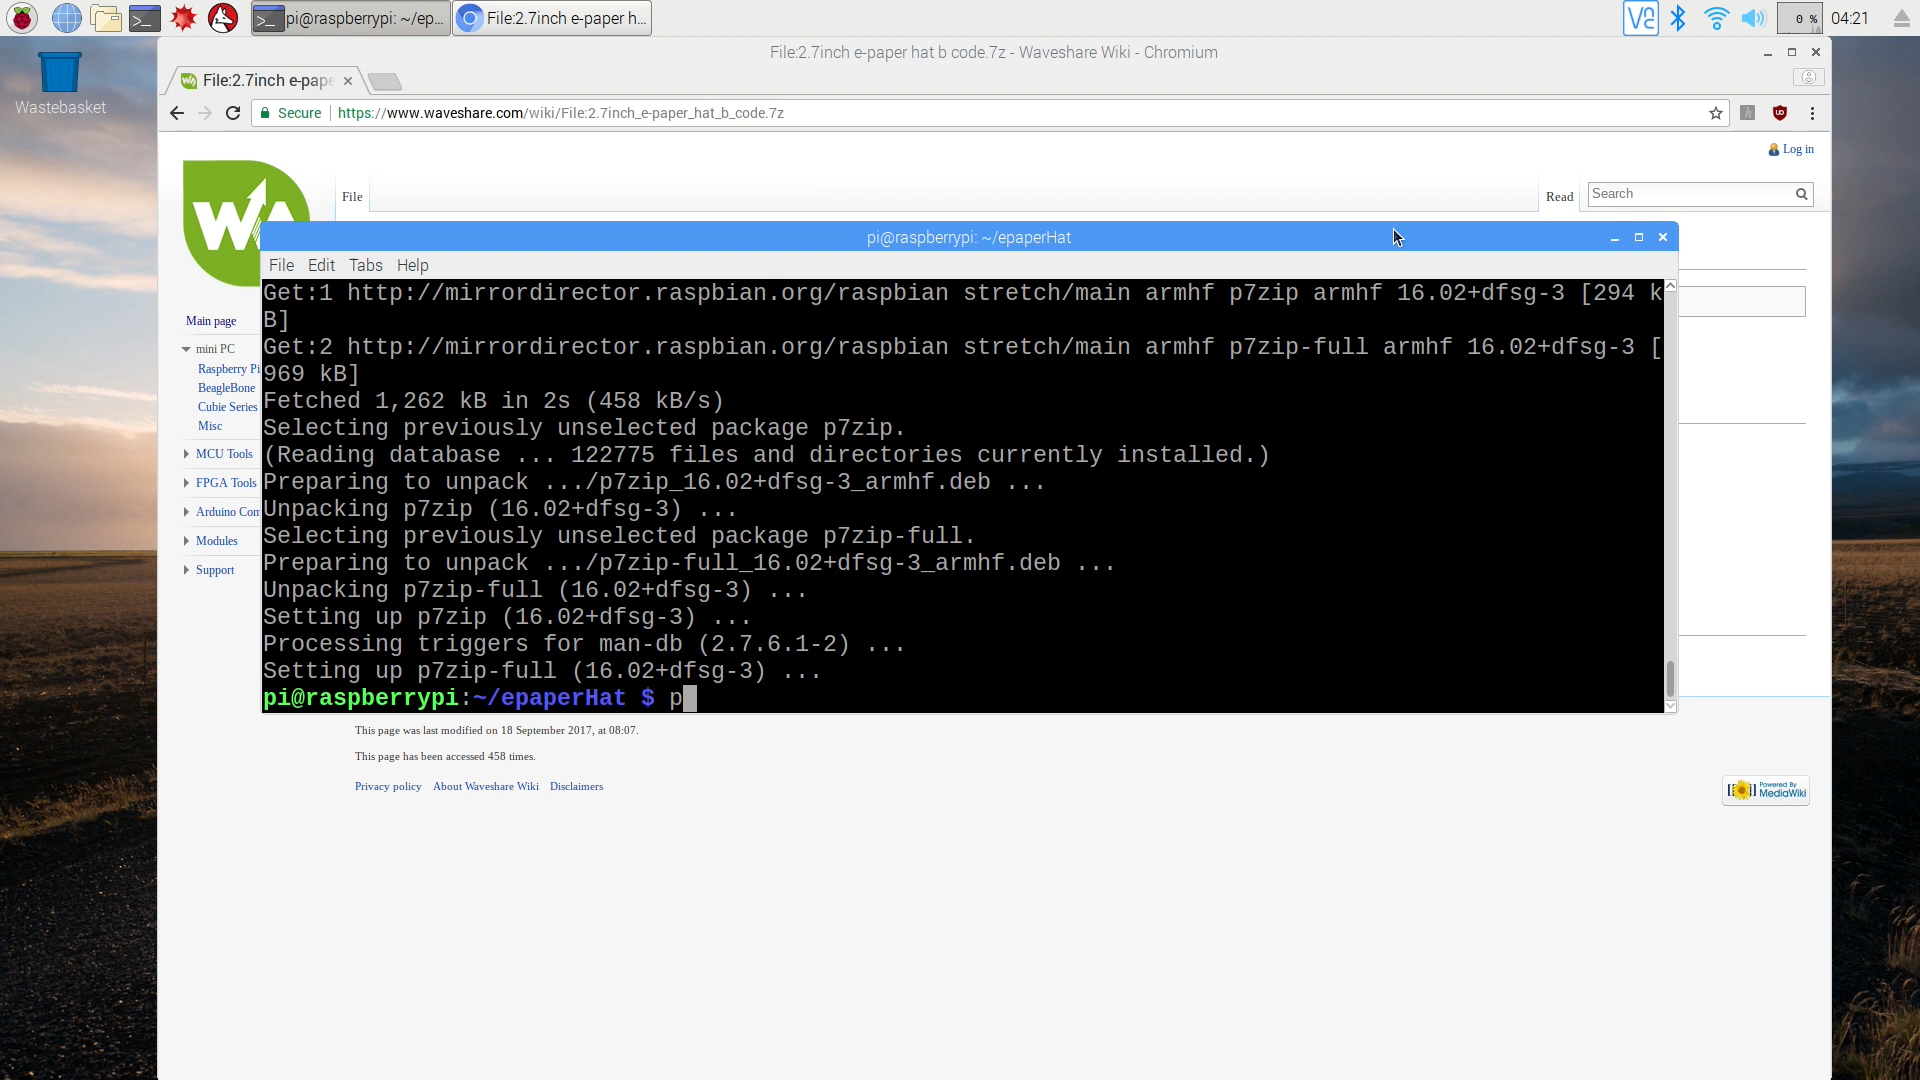 pi@raspberrypi: ~/ep...
File:2.7inch e-paper h...
0 %
04:21
File:2.7inch e-paper hat b code.7z - Waveshare Wiki - Chromium
Wastebasket
File:2.7inch e-pape
Secure
https://www.waveshare.com/wiki/File:2.7inch_e-paper_hat_b_code.7z
Log in
File
Read
Search
pi@raspberrypi: ~/epaperHat
File Edit Tabs Help
Main page
mini PC
Raspberry Pi
BeagleBone
Cubie Series
Misc
MCU Tools
FPGA Tools
Arduino Com
Modules
Support
Get:1 http://mirrordirector.raspbian.org/raspbian stretch/main armhf p7zip armhf 16.02+dfsg-3 [294 k
B]
Get:2 http://mirrordirector.raspbian.org/raspbian stretch/main armhf p7zip-full armhf 16.02+dfsg-3 [
969 kB]
Fetched 1,262 kB in 2s (458 kB/s)
Selecting previously unselected package p7zip.
(Reading database ... 122775 files and directories currently installed.)
Preparing to unpack .../p7zip_16.02+dfsg-3_armhf.deb ...
Unpacking p7zip (16.02+dfsg-3) ...
Selecting previously unselected package p7zip-full.
Preparing to unpack .../p7zip-full_16.02+dfsg-3_armhf.deb ...
Unpacking p7zip-full (16.02+dfsg-3) ...
Setting up p7zip (16.02+dfsg-3) ...
Processing triggers for man-db (2.7.6.1-2) ...
Setting up p7zip-full (16.02+dfsg-3) ...
pi@raspberrypi:~/epaperHat $ p
This page was last modified on 18 September 2017, at 08:07.
This page has been accessed 458 times.
Privacy policy About Waveshare Wiki Disclaimers
Powered By
MediaWiki